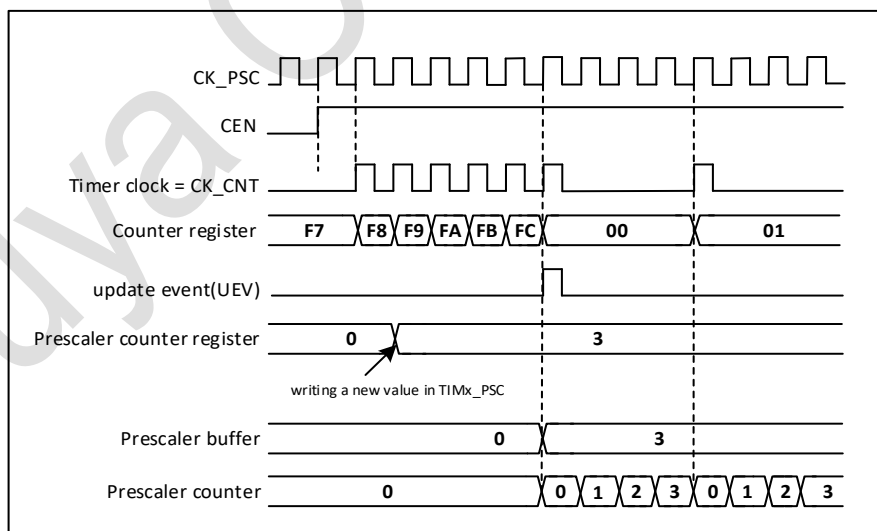 CK_PSC
CEN
Timer clock = CK_CNT
Counter register F7 F8 F9 FA FB FC 00 01
update event(UEV)
Prescaler counter register 0 3
writing a new value in TIMx_PSC
Prescaler buffer 0 3
Prescaler counter 0 0 1 2 3 0 1 2 3